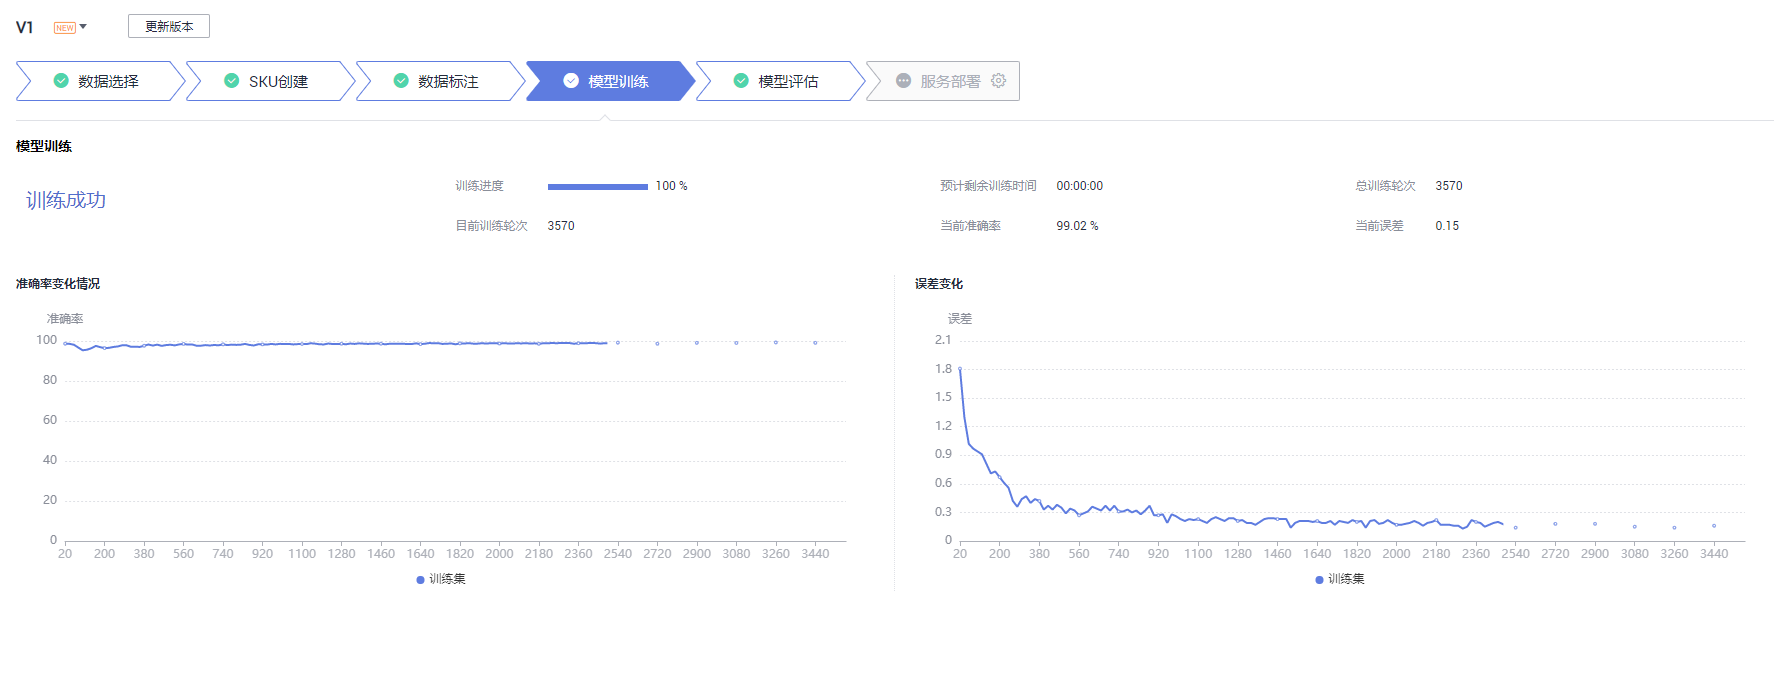 V1 NEW 更新版本
数据选择 SKU创建 数据标注 模型训练 模型评估 服务部署
模型训练
训练成功
训练进度 100 % 预计剩余训练时间 00:00:00 总训练轮次 3570
目前训练轮次 3570 当前准确率 99.02 % 当前误差 0.15
准确率变化情况
准确率
100
80
60
40
20
0
20 200 380 560 740 920 1100 1280 1460 1640 1820 2000 2180 2360 2540 2720 2900 3080 3260 3440
训练集
误差变化
误差
2.1
1.8
1.5
1.2
0.9
0.6
0.3
0
20 200 380 560 740 920 1100 1280 1460 1640 1820 2000 2180 2360 2540 2720 2900 3080 3260 3440
训练集